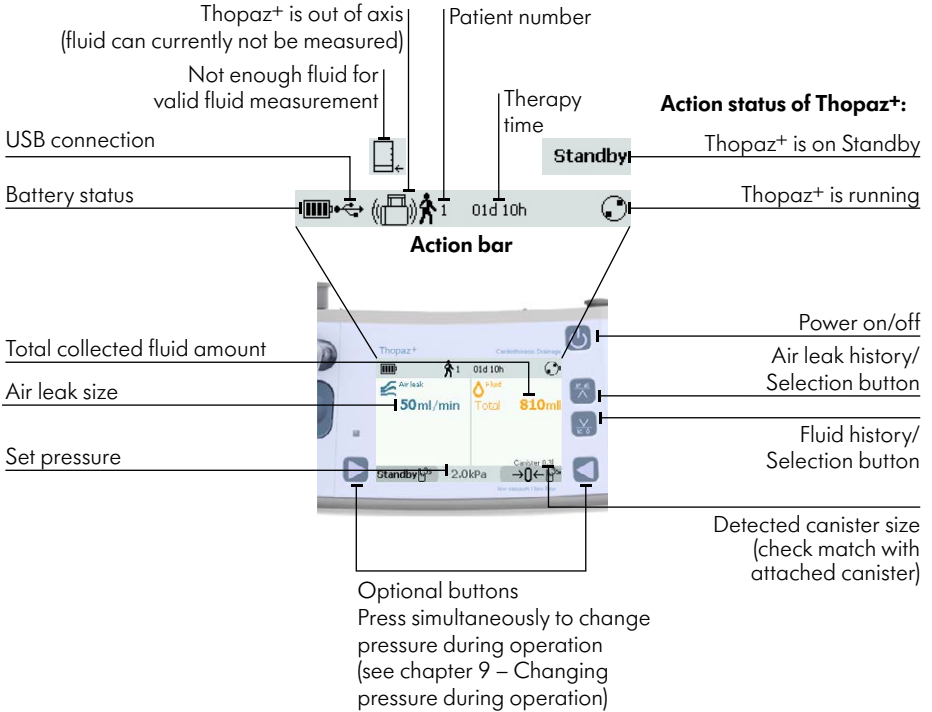 Thopaz+ is out of axis
(fluid can currently not be measured)
Patient number
Not enough fluid for
valid fluid measurement
Therapy
time
Action status of Thopaz+:
USB connection
Standby
Thopaz+ is on Standby
Battery status
1
01d 10h
Thopaz+ is running
Action bar
Power on/off
Thopaz+
Cardiothoracic Drainage
Total collected fluid amount
1
01d 10h
Air leak history/
Selection button
Air leak
Fluid
Air leak size
50ml/min
Total
810ml
Fluid history/
Selection button
Set pressure
Canister
Standby
2.0kPa
→0←
Detected canister size
(check match with
attached canister)
Optional buttons
Press simultaneously to change
pressure during operation
(see chapter 9 – Changing
pressure during operation)